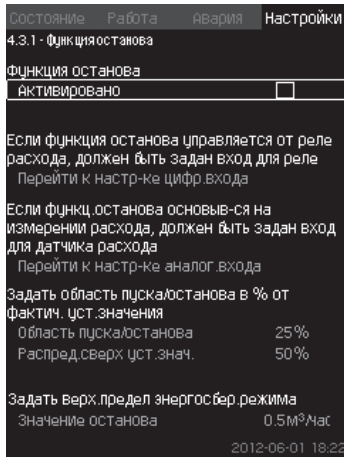 Состояние Работа Авария Настройки
4.3.1 - Функция останова
Функция останова
Активировано
Если функция останова управляется от реле
расхода, должен быть задан вход для реле
Перейти к настр-ке цифр.входа
Если функц.останова основыв-ся на
измерении расхода, должен быть задан вход
для датчика расхода
Перейти к настр-ке аналог.входа
Задать область пуска/останова в % от
фактич. уст.значения
Область пуска/останова 25%
Распред.сверх уст.знач. 50%
Задать верх.предел энергосбер.режима
Значение останова 0.5м³/час
2012-06-01 18:22